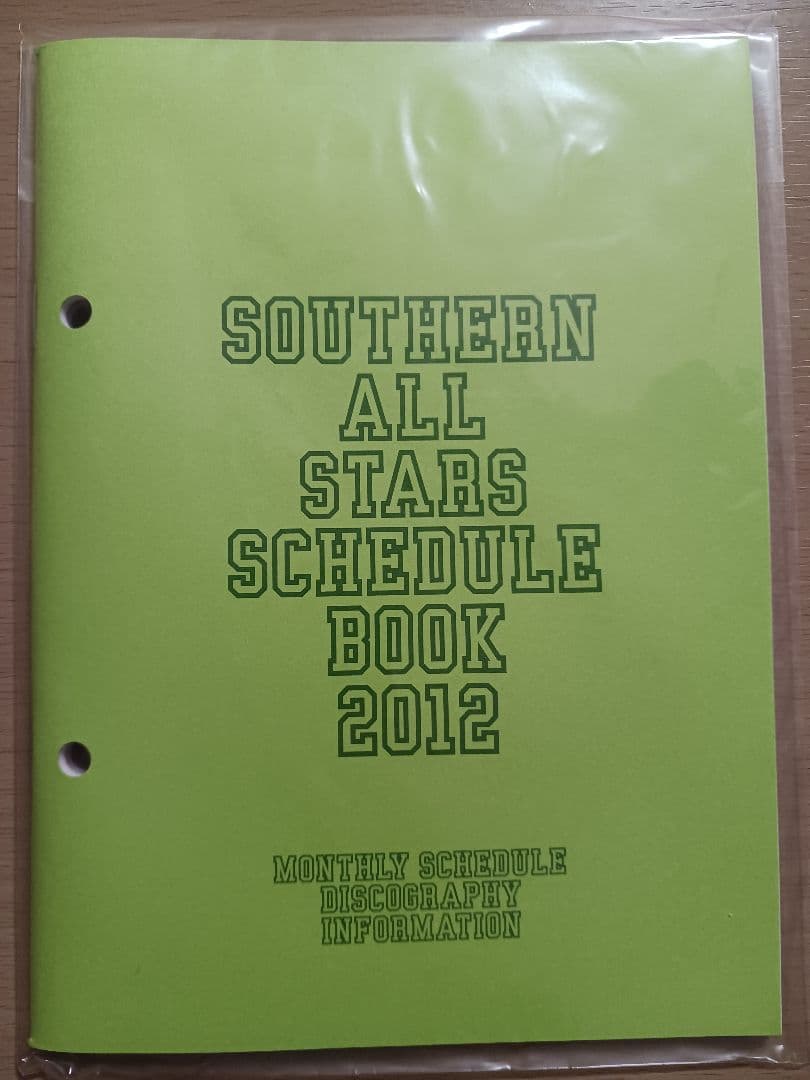 SOUTHERN
ALL
STARS
SCHEDULE
BOOK
2012
MONTHLY SCHEDULE
DISCOGRAPHY
INFORMATION